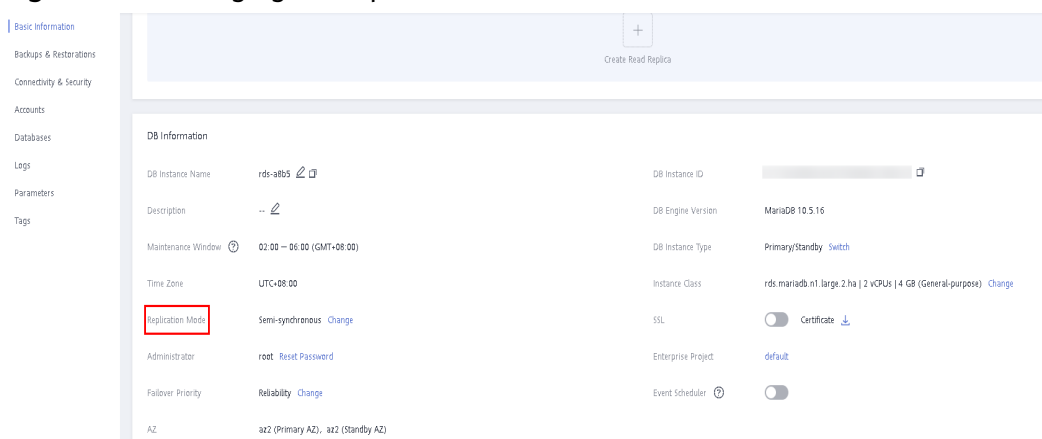 Basic Information
Backups & Restorations
Connectivity & Security
Accounts
Databases
Logs
Parameters
Tags
Create Read Replica
DB Information
DB Instance Name rds-a8b5
DB Instance ID
Description --
DB Engine Version MariaDB 10.5.16
Maintenance Window 02:00 — 06:00 (GMT+08:00)
DB Instance Type Primary/Standby Switch
Time Zone UTC+08:00
Instance Class rds.mariadb.n1.large.2.ha | 2 vCPUs | 4 GB (General-purpose) Change
Replication Mode Semi-synchronous Change
SSL Certificate
Administrator root Reset Password
Enterprise Project default
Failover Priority Reliability Change
Event Scheduler
AZ az2 (Primary AZ), az2 (Standby AZ)